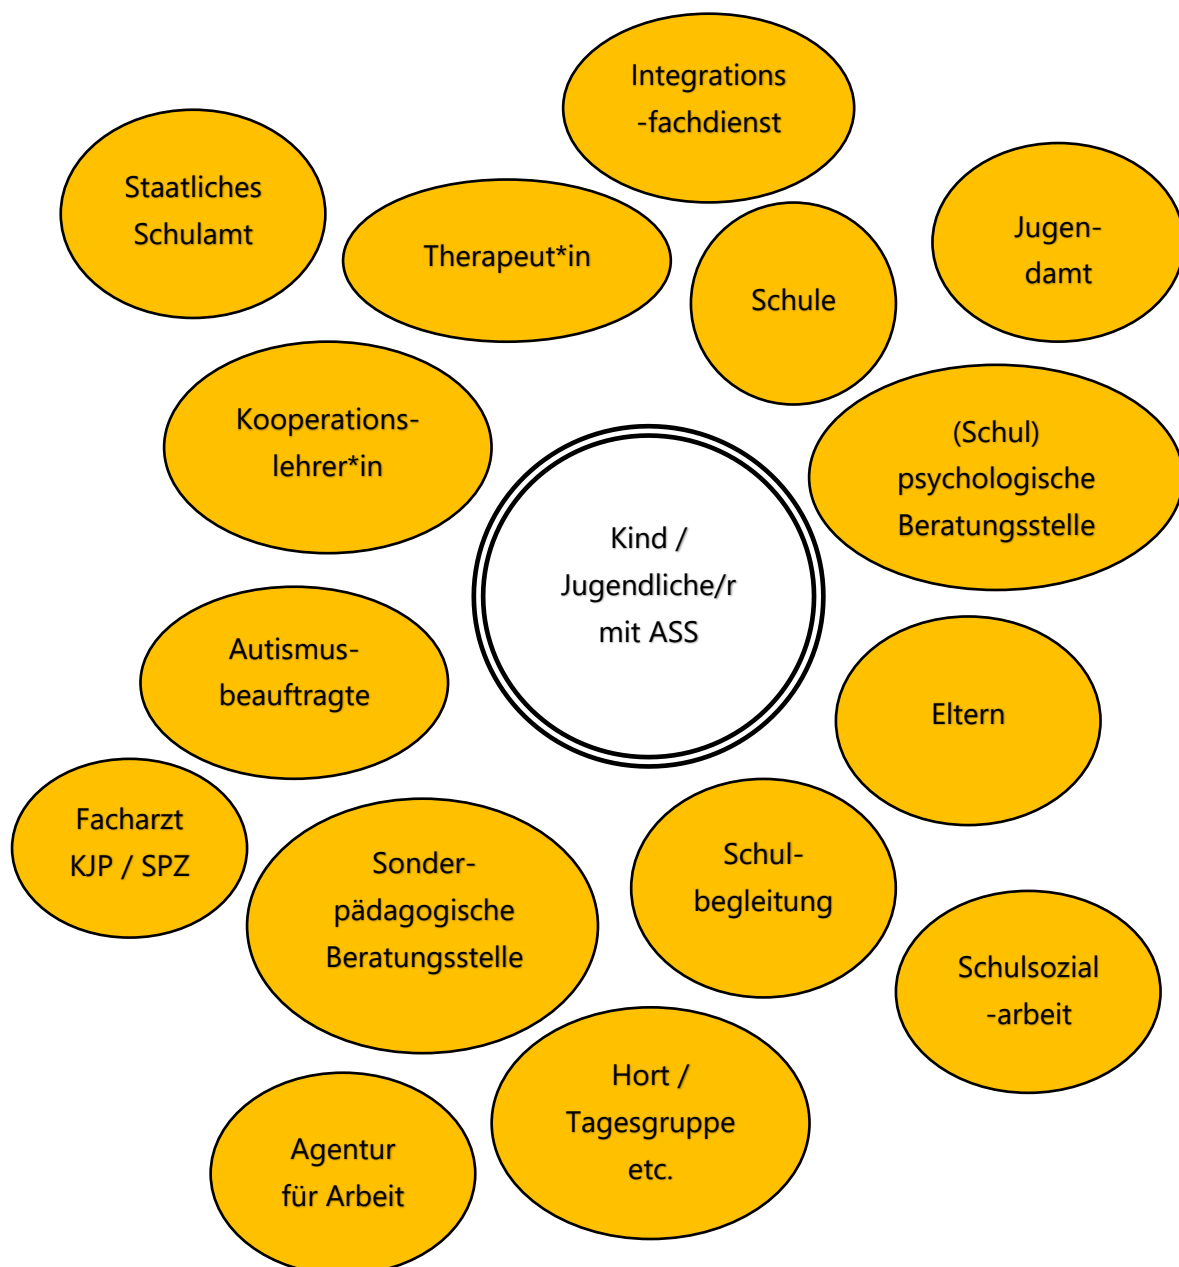 Integrations
-fachdienst
Staatliches
Schulamt
Therapeut*in
Schule
Jugen-
damt
Kooperations-
lehrer*in
(Schul)
psychologische
Beratungsstelle
Kind /
Jugendliche/r
mit ASS
Autismus-
beauftragte
Eltern
Facharzt
KJP / SPZ
Sonder-
pädagogische
Beratungsstelle
Schul-
begleitung
Schulsozial
-arbeit
Hort /
Tagesgruppe
etc.
Agentur
für Arbeit